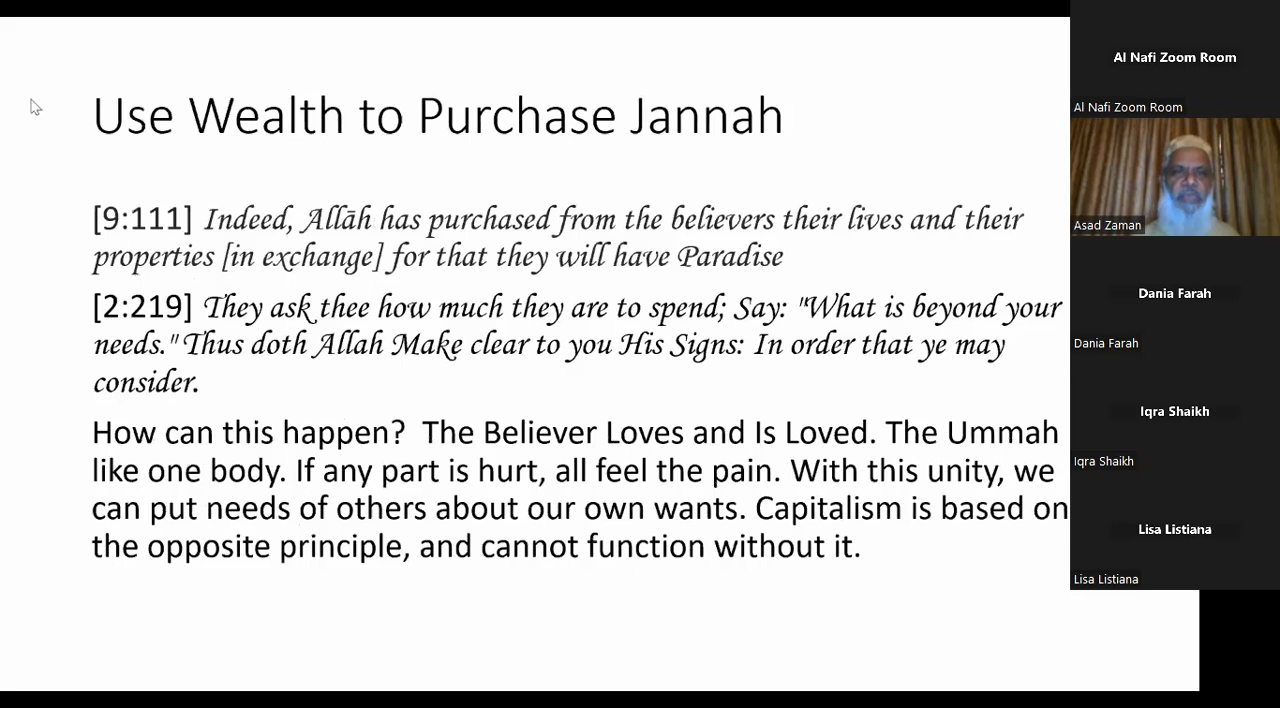 Use Wealth to Purchase Jannah
[9:111] Indeed, Allāh has purchased from the believers their lives and their
properties [in exchange] for that they will have Paradise
[2:219] They ask thee how much they are to spend; Say: "What is beyond your
needs." Thus doth Allah Make clear to you His Signs: In order that ye may
consider.
How can this happen?  The Believer Loves and Is Loved. The Ummah
like one body. If any part is hurt, all feel the pain. With this unity, we
can put needs of others about our own wants. Capitalism is based on
the opposite principle, and cannot function without it.
Al Nafi Zoom Room
Al Nafi Zoom Room
Asad Zaman
Dania Farah
Dania Farah
Iqra Shaikh
Iqra Shaikh
Lisa Listiana
Lisa Listiana